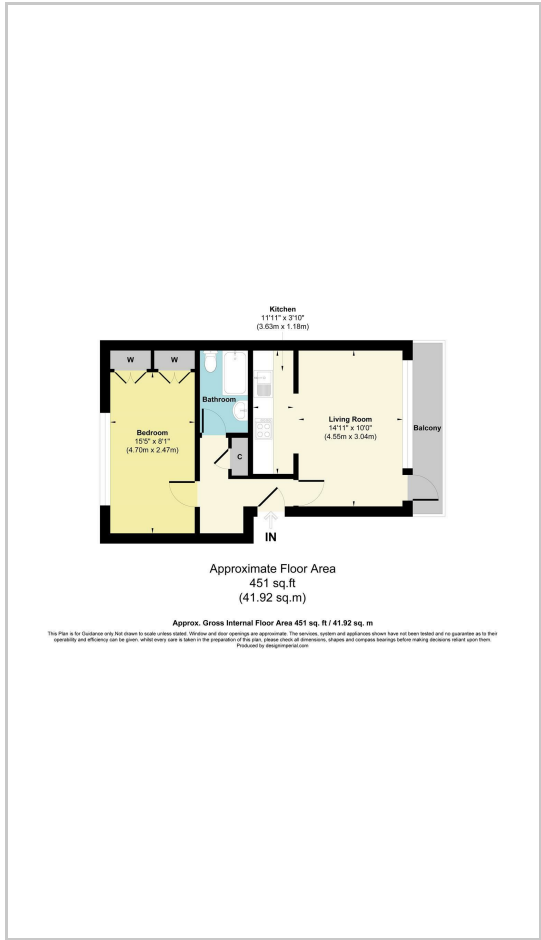 Kitchen
11'11" x 3'10"
(3.63m x 1.18m)
W
W
Bathroom
Bedroom
15'5" x 8'1"
(4.70m x 2.47m)
Living Room
14'11" x 10'0"
(4.55m x 3.04m)
Balcony
C
IN
Approximate Floor Area
451 sq.ft
(41.92 sq.m)
Approx. Gross Internal Floor Area 451 sq. ft / 41.92 sq. m
This Plan is for Guidance only.Not drawn to scale unless stated. Window and door openings are approximate. The services, system and appliances shown have not been tested and no guarantee as to their
operability and efficiency can be given. whilst every care is taken in the preparation of this plan, please check all dimensions, shapes and compass bearings before making decisions reliant upon them.
Produced by designimperial.com